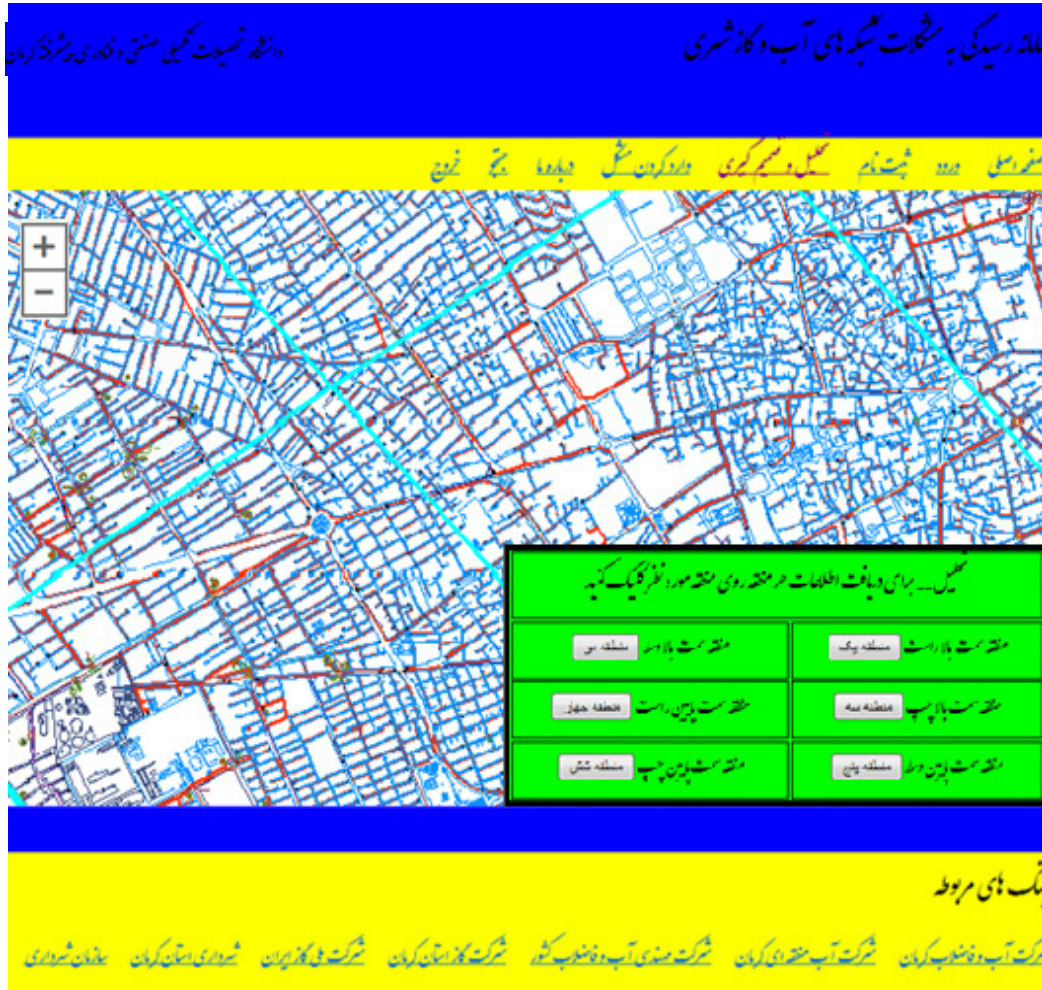 سامانه رسیدگی به مشکلات شبکه های آب و گاز شهری
دانشگاه تحصیلات تکمیلی صنعتی و فناوری پیشرفته کرمان
صفحه اصلی ورود ثبت نام تحلیل و تصمیم گیری وارد کردن مشکل درباره ما خروج
+
−
تحلیل... برای دریافت اطلاعات هر منطقه روی منطقه مورد نظر کلیک کنید
منطقه سمت بالا راست منطقه یک
منطقه سمت بالا وسط منطقه دو
منطقه سمت بالا چپ منطقه سه
منطقه سمت پایین راست منطقه چهار
منطقه سمت پایین وسط منطقه پنج
منطقه سمت پایین چپ منطقه شش
های مربوطه
شرکت آب و فاضلاب کرمان شرکت آب منطقه ای کرمان شرکت مهندسی آب و فاضلاب کشور شرکت گاز استان کرمان شرکت ملی گاز ایران شهرداری استان کرمان سازمان شهرداری